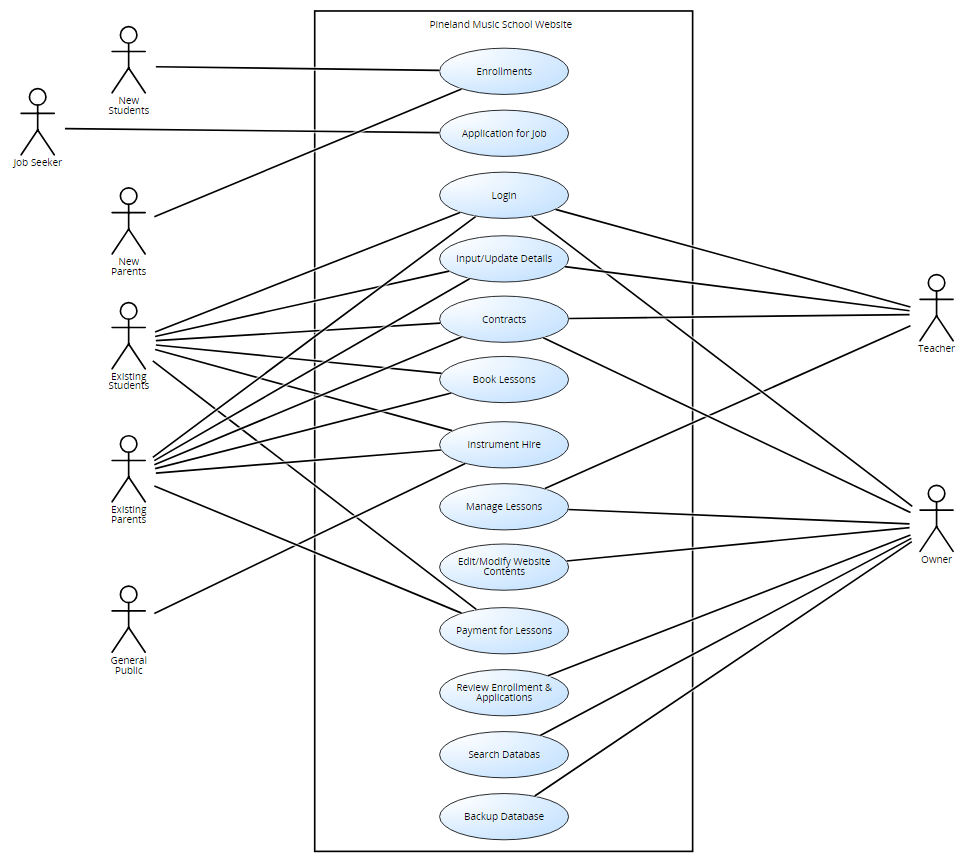 Pineland Music School Website
New
Students
Enrollments
Job Seeker
Application for Job
New
Parents
Login
Input/Update Details
Contracts
Teacher
Existing
Students
Book Lessons
Instrument Hire
Existing
Parents
Manage Lessons
Edit/Modify Website
Contents
Owner
Payment for Lessons
General
Public
Review Enrollment &
Applications
Search Databas
Backup Database